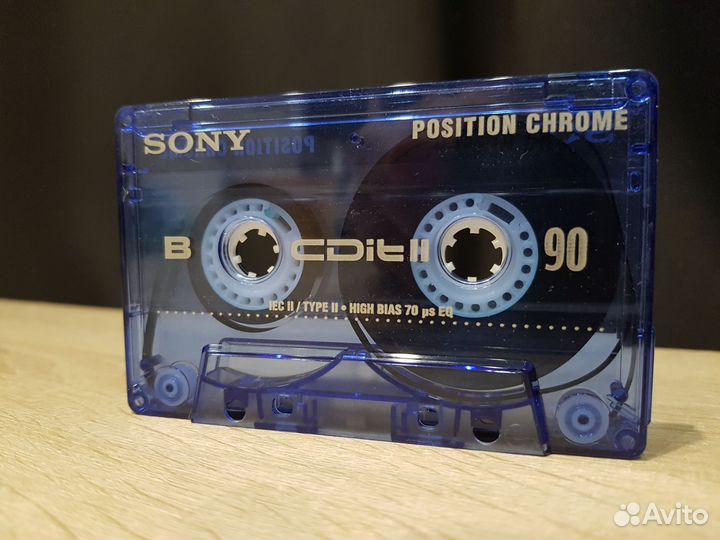 SONY
POSITION CHROME
B
CDit II
90
IEC II / TYPE II • HIGH BIAS 70 µs EQ
Avito